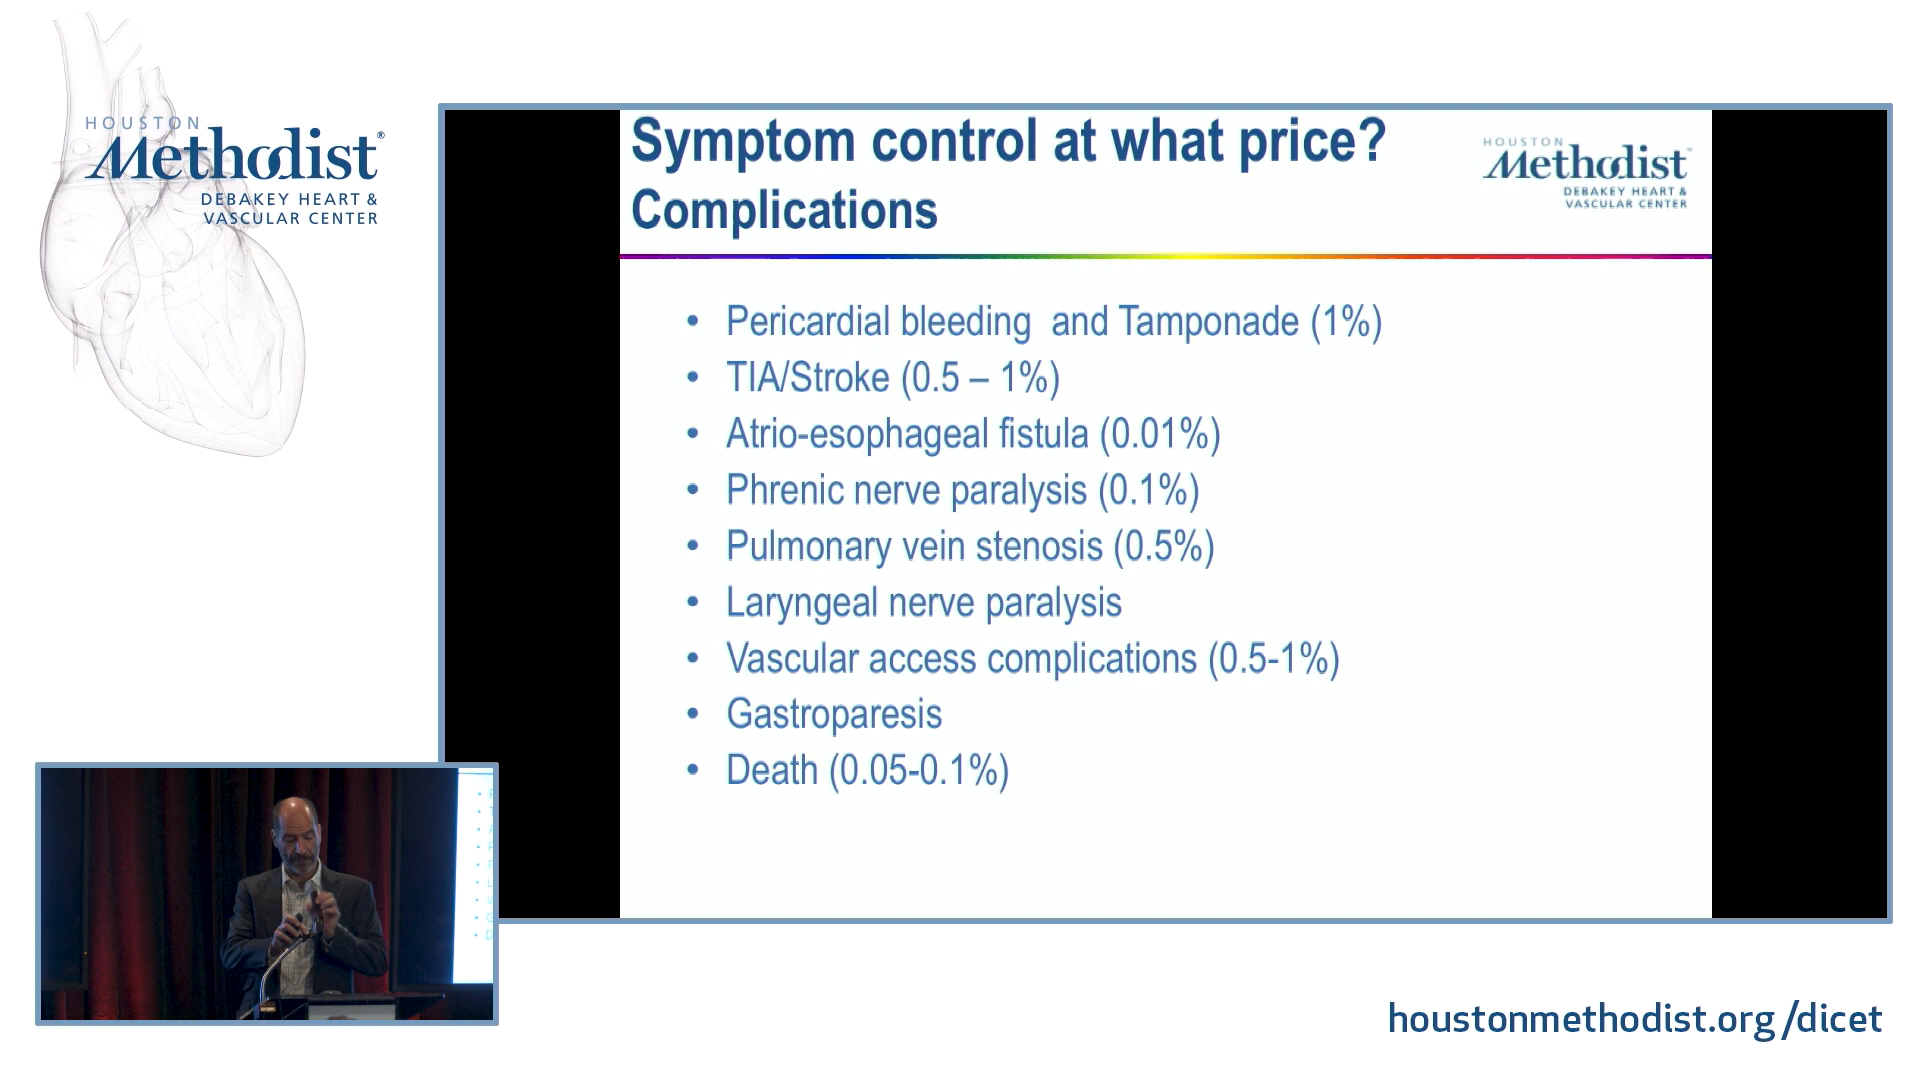 HOUSTON
Methodist®
DEBAKEY HEART &
VASCULAR CENTER
Symptom control at what price?
Complications
HOUSTON
Methodist
DEBAKEY HEART &
VASCULAR CENTER
• Pericardial bleeding and Tamponade (1%)
• TIA/Stroke (0.5 – 1%)
• Atrio-esophageal fistula (0.01%)
• Phrenic nerve paralysis (0.1%)
• Pulmonary vein stenosis (0.5%)
• Laryngeal nerve paralysis
• Vascular access complications (0.5-1%)
• Gastroparesis
• Death (0.05-0.1%)
houstonmethodist.org/dicet